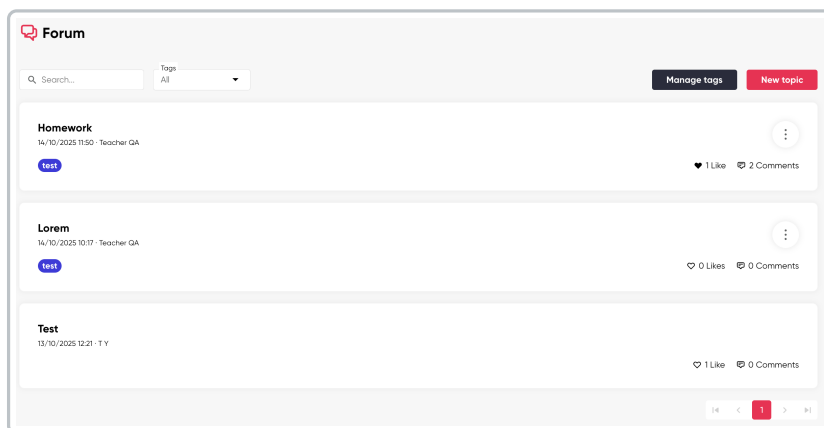 Forum
Search...
Tags
All
Manage tags
New topic
Homework
14/10/2025 11:50 · Teacher QA
test
1 Like
2 Comments
Lorem
14/10/2025 10:17 · Teacher QA
test
0 Likes
0 Comments
Test
13/10/2025 12:21 · T Y
1 Like
0 Comments
1